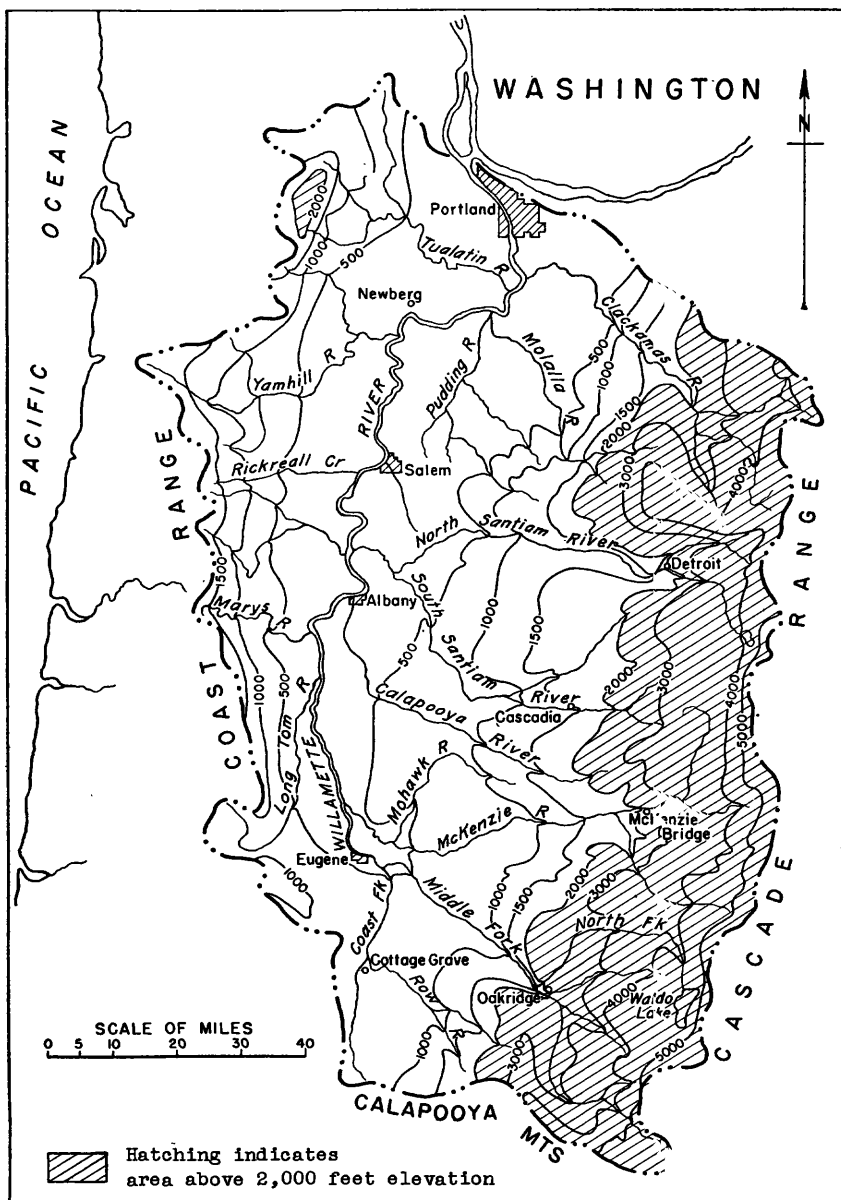 WASHINGTON
N
PACIFIC OCEAN
Portland
2000
1000
500
Tualatin R
Newberg
Clackamas R
500
1000
1500
2000
3000
4000
Molalla R
Pudding R
Yamhill R
RIVER
Rickreall Cr
Salem
COAST RANGE
CASCADE RANGE
North Santiam River
Detroit
1500
Marys R
Albany
South Santiam River
500
1000
1500
2000
3000
4000
5000
1000
500
Long Tom R
WILLAMETTE
Calapooya River
Cascadia
Mohawk R
McKenzie R
McKenzie Bridge
Eugene
1000
Coast FK
Middle Fork
1000
1500
2000
3000
North FK
Cottage Grave
Row R
Oakridge
4000
Waldo Lake
5000
1000
3000
SCALE OF MILES
0 5 10 20 30 40
CALAPOOYA MTS
Hatching indicates
area above 2,000 feet elevation